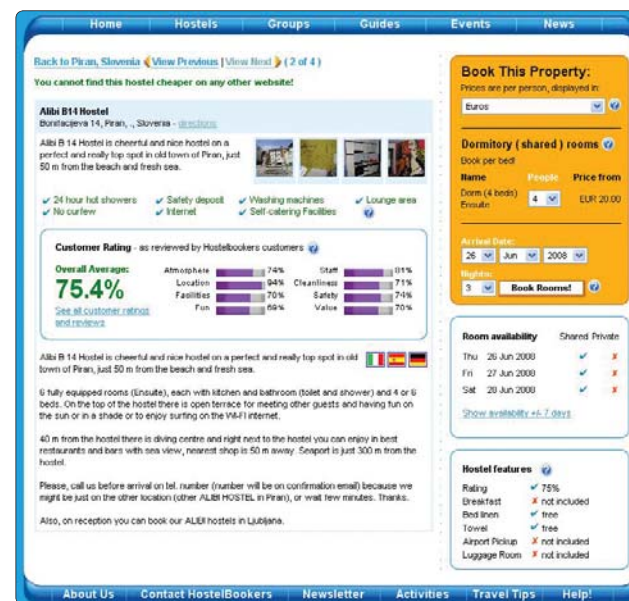 Home Hostels Groups Guides Events News
Back to Piran, Slovenia View Previous | View Next ( 2 of 4 )
You cannot find this hostel cheaper on any other website!
Alibi B14 Hostel
Bonifacijeva 14, Piran, ., Slovenia - directions
Alibi B 14 Hostel is cheerful and nice hostel on a
perfect and really top spot in old town of Piran, just
50 m from the beach and fresh sea.
24 hour hot showers Safety deposit Washing machines Lounge area
No curfew Internet Self-catering Facilities
Customer Rating - as reviewed by Hostelbookers customers
Overall Average:
75.4%
See all customer ratings
and reviews
Atmosphere 74% Staff 81%
Location 94% Cleanliness 71%
Facilities 70% Safety 74%
Fun 69% Value 70%
Alibi B 14 Hostel is cheerful and nice hostel on a perfect and really top spot in old
town of Piran, just 50 m from the beach and fresh sea.
6 fully equipped rooms (Ensuite), each with kitchen and bathroom (toilet and shower) and 4 or 6
beds. On the top of the hostel there is open terrace for meeting other guests and having fun on
the sun or in a shade or to enjoy surfing on the WI-FI internet.
40 m from the hostel there is diving centre and right next to the hostel you can enjoy in best
restaurants and bars with sea view, nearest shop is 50 m away. Seaport is just 300 m from the
hostel.
Please, call us before arrival on tel. number (number will be on confirmation email) because we
might be just on the other location (other ALIBI HOSTEL in Piran), or wait few minutes. Thanks.
Also, on reception you can book our ALIBI hostels in Ljubljana.
Book This Property:
Prices are per person, displayed in:
Euros
Dormitory ( shared ) rooms
Book per bed!
Name People Price from
Dorm (4 beds)
Ensuite 4 EUR 20.00
Arrival Date:
26 Jun 2008
Nights:
3 Book Rooms!
Room availability Shared Private
Thu 26 Jun 2008
Fri 27 Jun 2008
Sat 28 Jun 2008
Show availability +/- 7 days
Hostel features
Rating 75%
Breakfast not included
Bed linen free
Towel free
Airport Pickup not included
Luggage Room not included
About Us Contact HostelBookers Newsletter Activities Travel Tips Help!